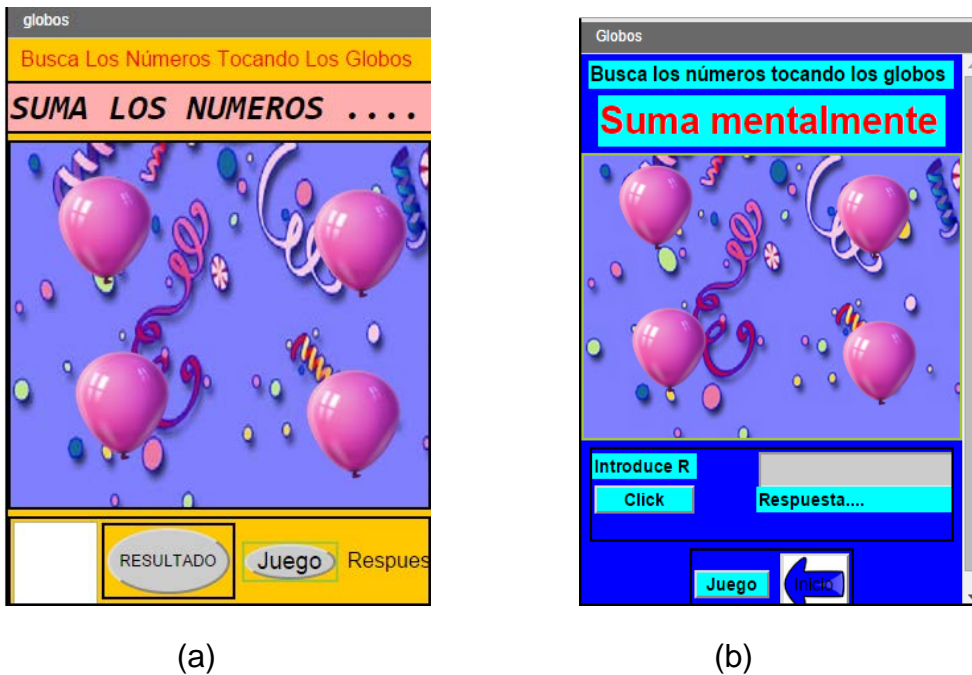 globos
Busca Los Números Tocando Los Globos
SUMA LOS NUMEROS ....
RESULTADO
Juego
Respues
(a)
Globos
Busca los números tocando los globos
Suma mentalmente
Introduce R
Click
Respuesta....
Juego
Inicio
(b)